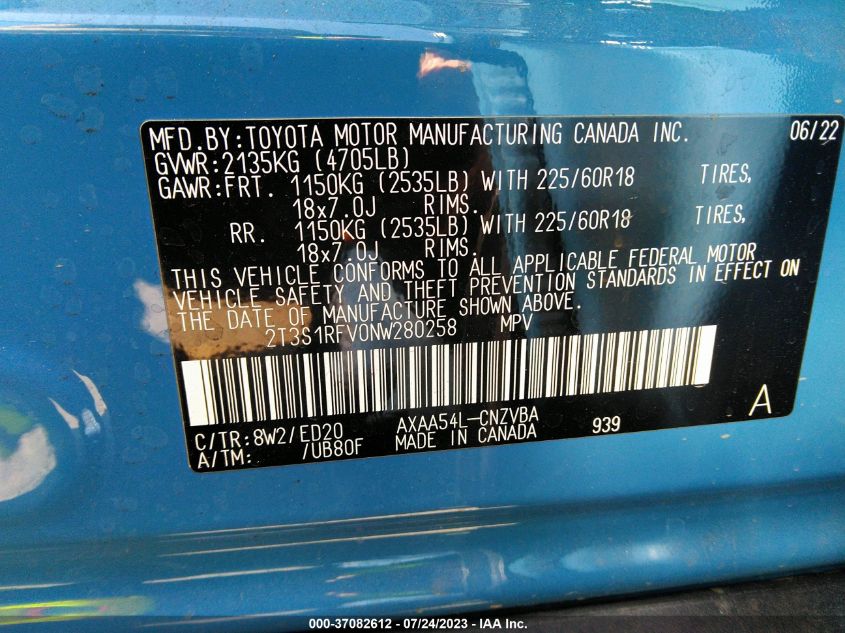 MFD.BY:TOYOTA MOTOR MANUFACTURING CANADA INC. 06/22
GVWR:2135KG (4705LB)
GAWR:FRT. 1150KG (2535LB) WITH 225/60R18 TIRES,
18x7.0J RIMS.
RR. 1150KG (2535LB) WITH 225/60R18 TIRES,
18x7.0J RIMS.
THIS VEHICLE CONFORMS TO ALL APPLICABLE FEDERAL MOTOR
VEHICLE SAFETY AND THEFT PREVENTION STANDARDS IN EFFECT ON
THE DATE OF MANUFACTURE SHOWN ABOVE.
2T3S1RFV0NW280258 MPV
A
C/TR:8W2/ED20 AXAA54L-CNZVBA
A/TM: /UB80F MADE IN CANADA 939
000-37082612 - 07/24/2023 - IAA Inc.